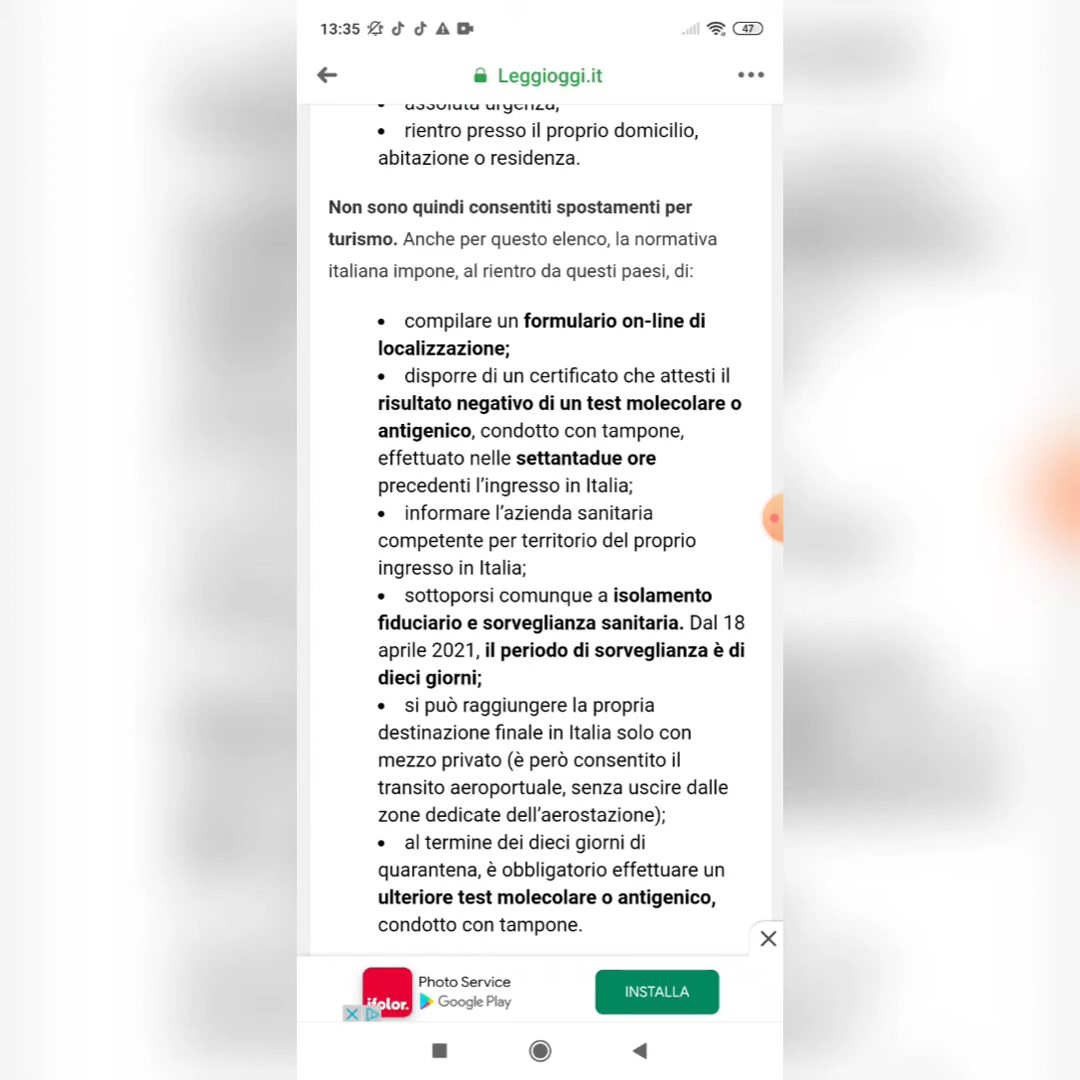 13:35
47
Leggioggi.it
assoluta urgenza;
• rientro presso il proprio domicilio,
abitazione o residenza.
Non sono quindi consentiti spostamenti per
turismo. Anche per questo elenco, la normativa
italiana impone, al rientro da questi paesi, di:
• compilare un formulario on-line di
localizzazione;
• disporre di un certificato che attesti il
risultato negativo di un test molecolare o
antigenico, condotto con tampone,
effettuato nelle settantadue ore
precedenti l'ingresso in Italia;
• informare l'azienda sanitaria
competente per territorio del proprio
ingresso in Italia;
• sottoporsi comunque a isolamento
fiduciario e sorveglianza sanitaria. Dal 18
aprile 2021, il periodo di sorveglianza è di
dieci giorni;
• si può raggiungere la propria
destinazione finale in Italia solo con
mezzo privato (è però consentito il
transito aeroportuale, senza uscire dalle
zone dedicate dell'aerostazione);
• al termine dei dieci giorni di
quarantena, è obbligatorio effettuare un
ulteriore test molecolare o antigenico,
condotto con tampone.
ifolor.
Photo Service
Google Play
INSTALLA